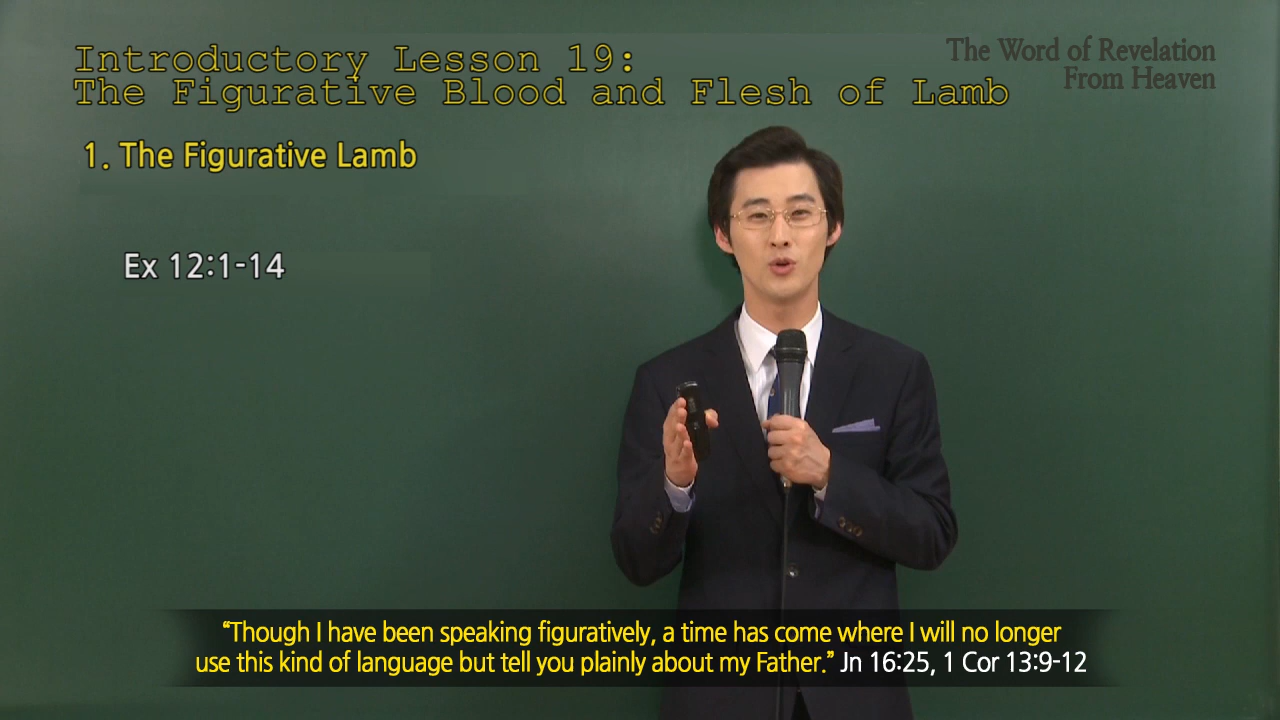 Introductory Lesson 19:
The Figurative Blood and Flesh of Lamb
The Word of Revelation
From Heaven
1. The Figurative Lamb
Ex 12:1-14
“Though I have been speaking figuratively, a time has come where I will no longer
use this kind of language but tell you plainly about my Father.” Jn 16:25, 1 Cor 13:9-12